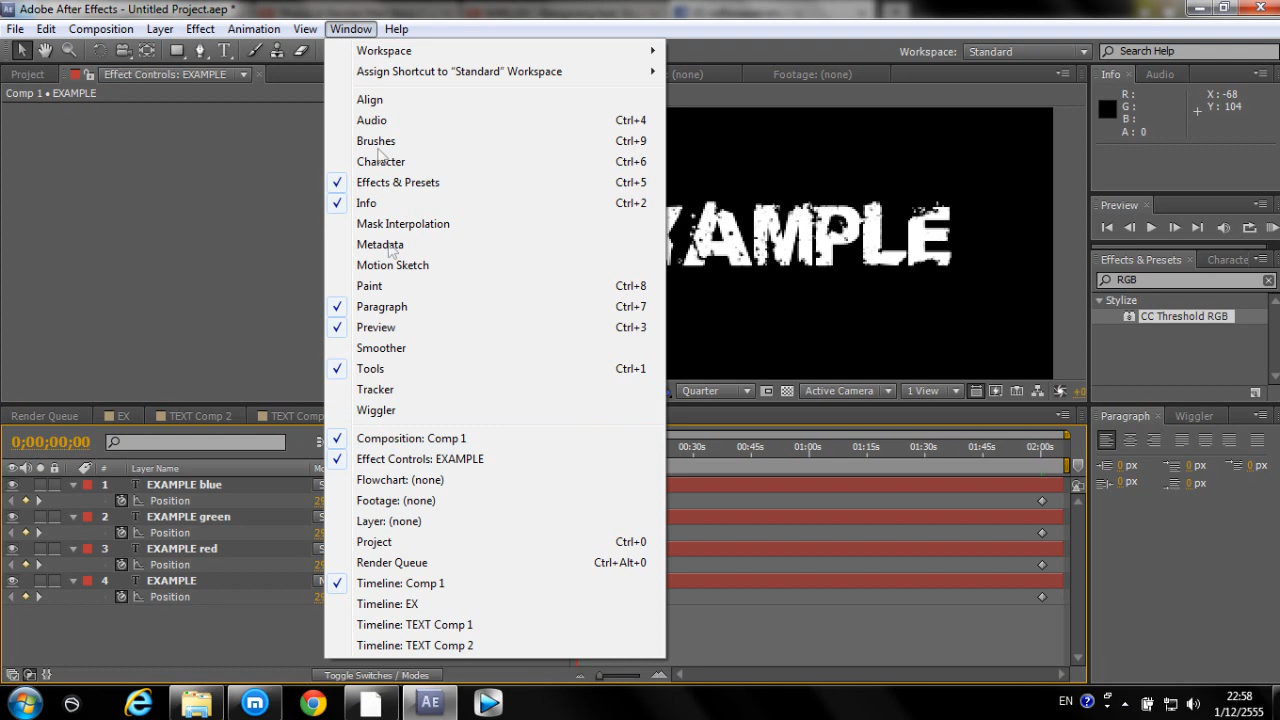 Adobe After Effects - Untitled Project.aep *
File Edit Composition Layer Effect Animation View Window Help
Workspace: Standard Search Help
Project Effect Controls: EXAMPLE
(none) Footage: (none)
Info Audio
Comp 1 • EXAMPLE
R: X: -68
G: Y: 104
B:
A: 0
Workspace
Assign Shortcut to "Standard" Workspace
Align
Audio Ctrl+4
Brushes Ctrl+9
Character Ctrl+6
Effects & Presets Ctrl+5
Info Ctrl+2
Mask Interpolation
Metadata
Motion Sketch
Paint Ctrl+8
Paragraph Ctrl+7
Preview Ctrl+3
Smoother
Tools Ctrl+1
Tracker
Wiggler
Composition: Comp 1
Effect Controls: EXAMPLE
Flowchart: (none)
Footage: (none)
Layer: (none)
Project Ctrl+0
Render Queue Ctrl+Alt+0
Timeline: Comp 1
Timeline: EX
Timeline: TEXT Comp 1
Timeline: TEXT Comp 2
XAMPLE
Preview
Effects & Presets Characte
RGB
Stylize
CC Threshold RGB
Quarter Active Camera 1 View +0
Paragraph Wiggler
0 px 0 px 0 px
0 px 0 px
Render Queue EX TEXT Comp 2 TEXT Comp
0;00;00;00
00:30s 00:45s 01:00s 01:15s 01:30s 01:45s 02:00s
# Layer Name
1 T EXAMPLE blue
Position
2 T EXAMPLE green
Position
3 T EXAMPLE red
Position
4 T EXAMPLE
Position
Toggle Switches / Modes
AE
EN
22:58
1/12/2555